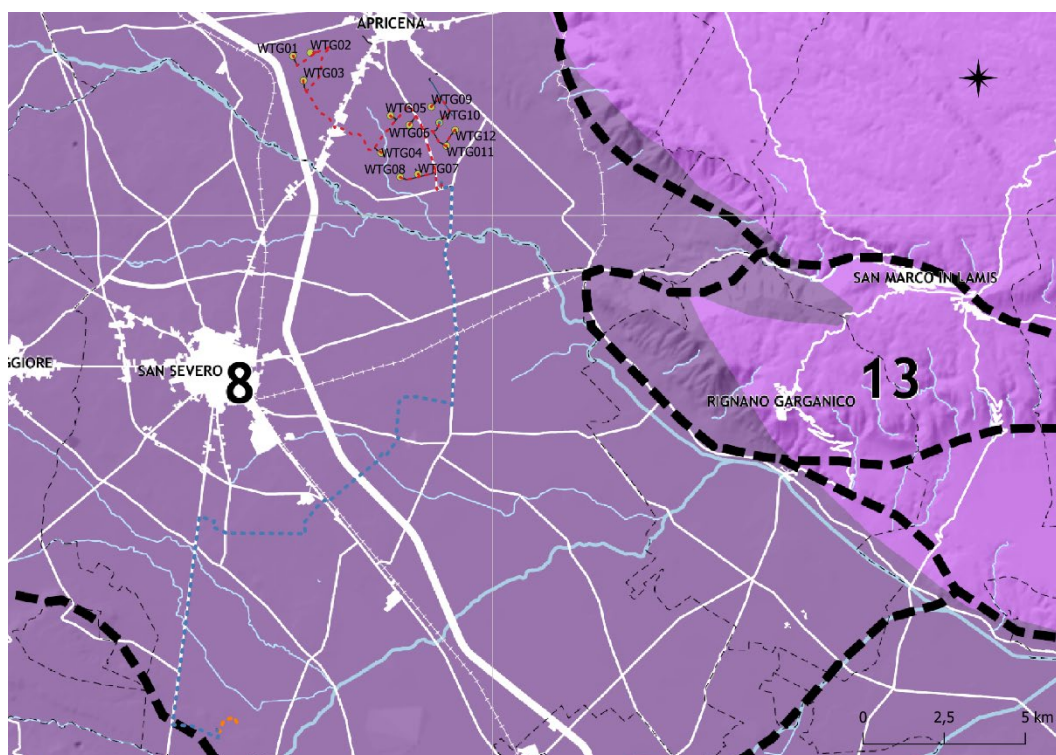 APRICENA
WTG01
WTG02
WTG03
WTG09
WTG05
WTG10
WTG06
WTG12
WTG04
WTG011
WTG08
WTG07
SAN MARCO IN LAMIS
GGIORE
SAN SEVERO
8
13
RIGNANO GARGANICO
0
2,5
5 km